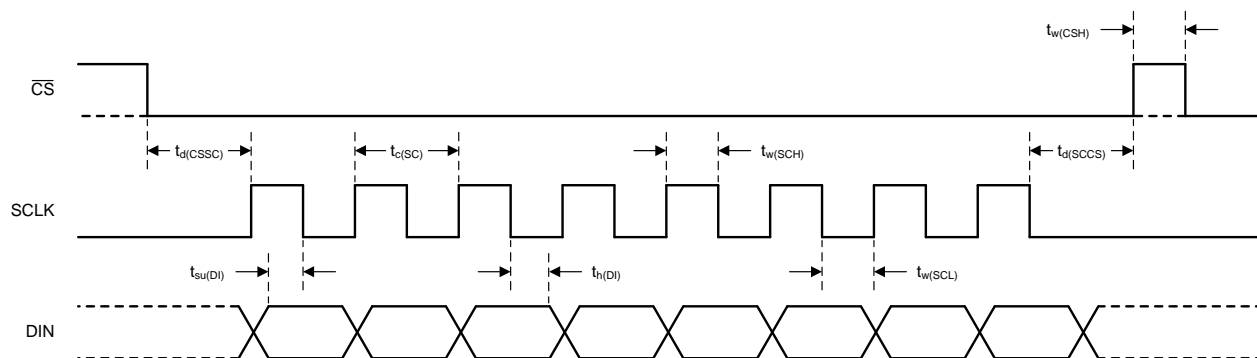 tw(CSH)
CS
td(CSSC)
tc(SC)
tw(SCH)
td(SCCS)
SCLK
tsu(DI)
th(DI)
tw(SCL)
DIN